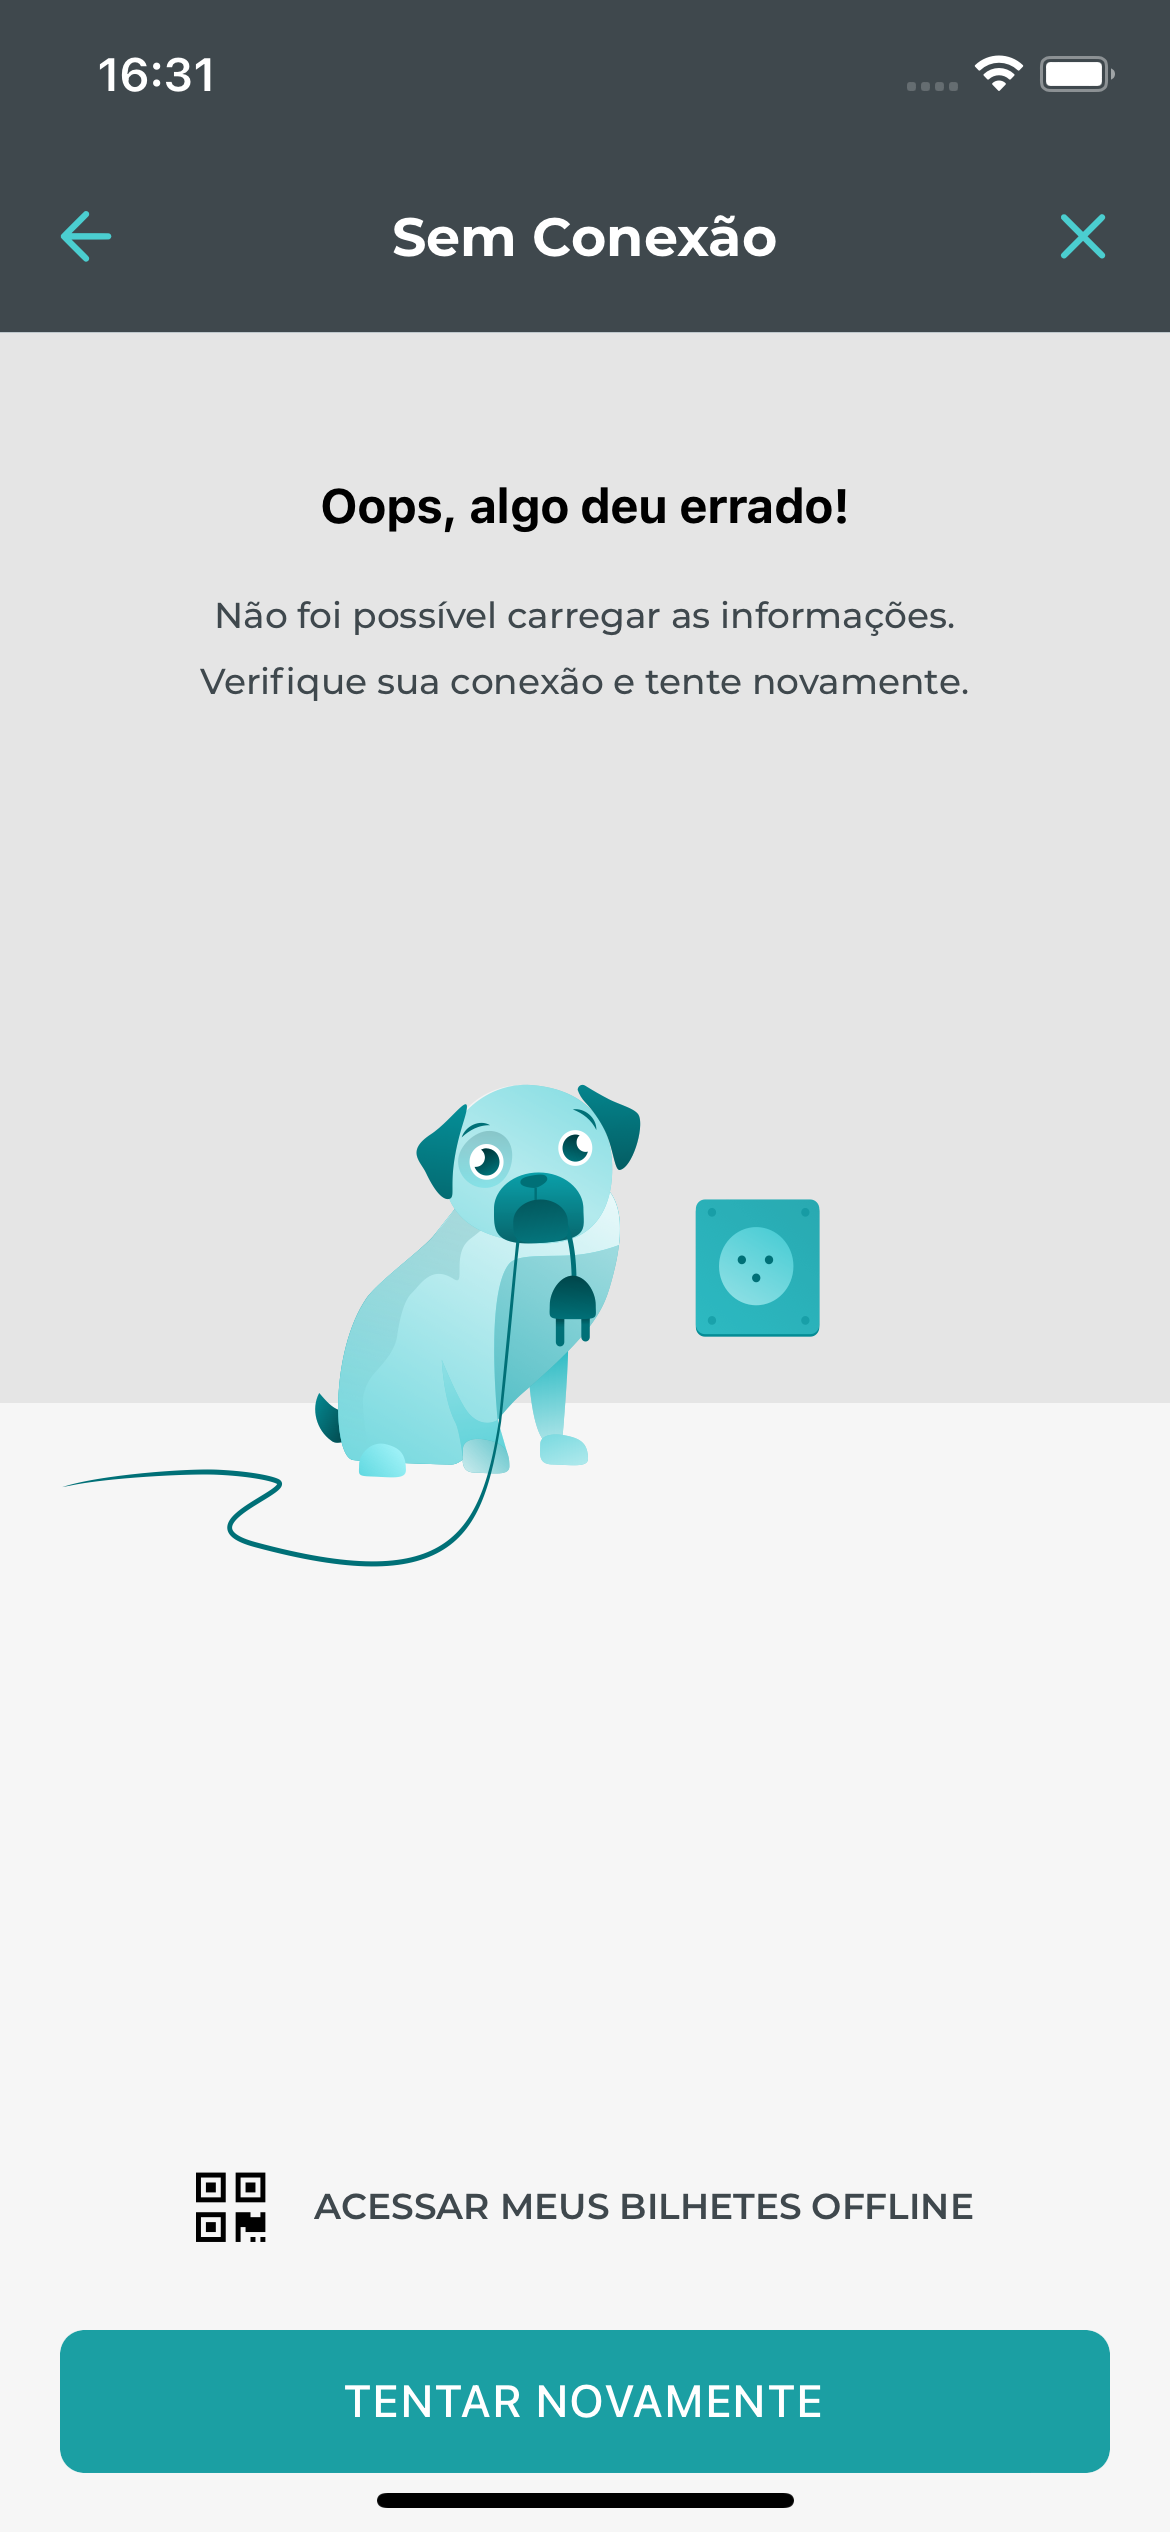 16:31
Sem Conexão
Oops, algo deu errado!
Não foi possível carregar as informações.
Verifique sua conexão e tente novamente.
ACESSAR MEUS BILHETES OFFLINE
TENTAR NOVAMENTE